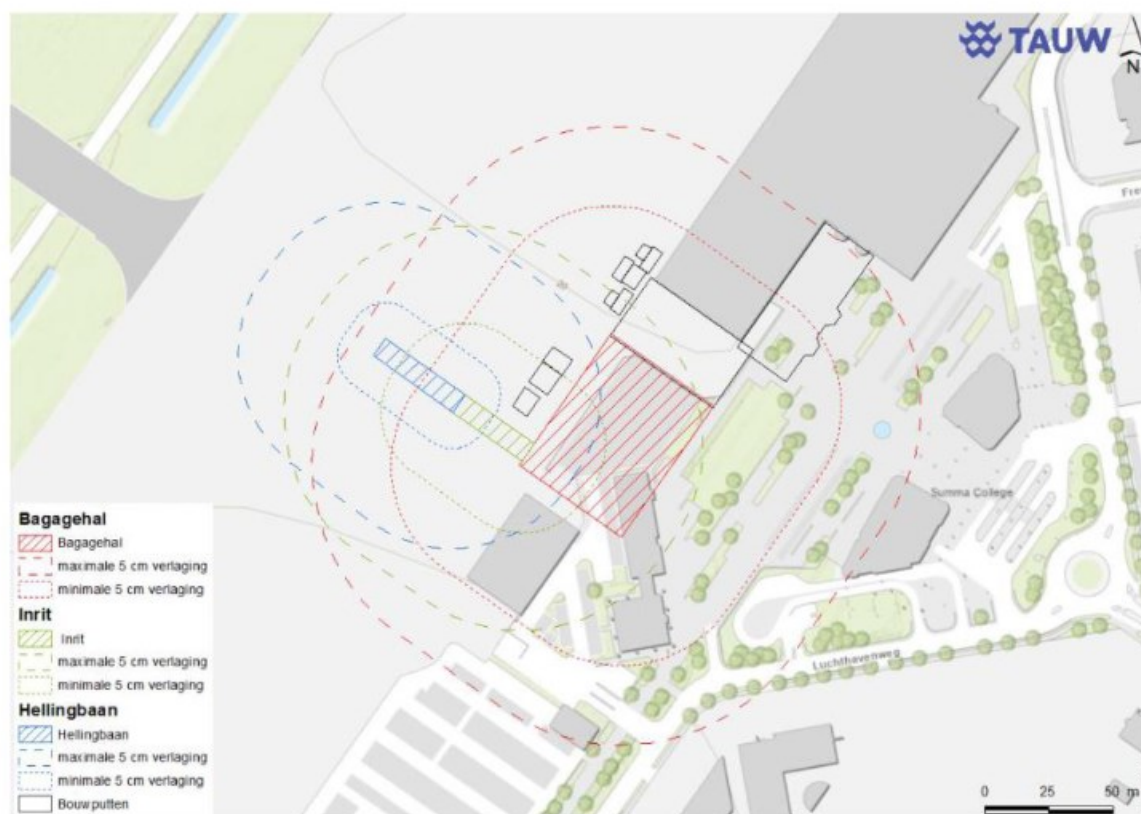 TAUW
N
Fre
20
Summa College
Luchthavenweg
Bagagehal
Bagagehal
maximale 5 cm verlaging
minimale 5 cm verlaging
Inrit
Inrit
maximale 5 cm verlaging
minimale 5 cm verlaging
Hellingbaan
Hellingbaan
maximale 5 cm verlaging
minimale 5 cm verlaging
Bouwputten
0 25 50 m